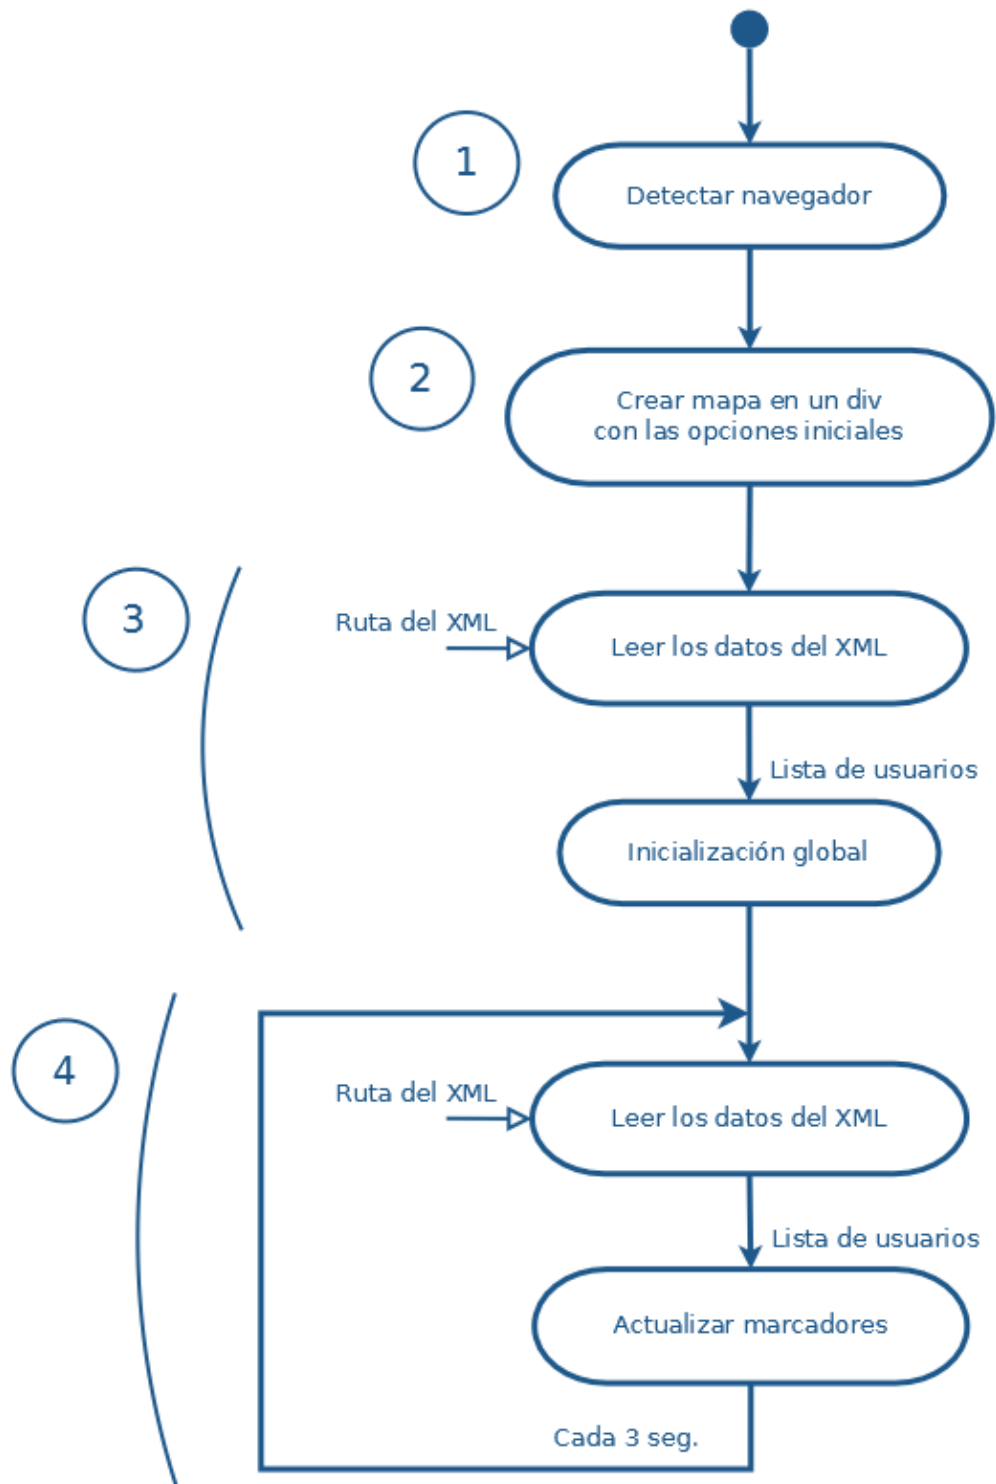 1
Detectar navegador
2
Crear mapa en un div
con las opciones iniciales
3
Ruta del XML
Leer los datos del XML
Lista de usuarios
Inicialización global
4
Ruta del XML
Leer los datos del XML
Lista de usuarios
Actualizar marcadores
Cada 3 seg.